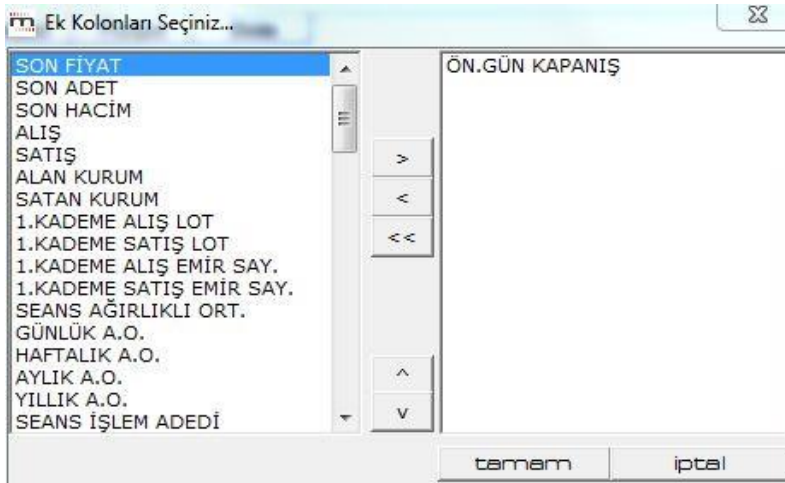 Ek Kolonları Seçiniz...
SON FİYAT
SON ADET
SON HACİM
ALIŞ
SATIŞ
ALAN KURUM
SATAN KURUM
1.KADEME ALIŞ LOT
1.KADEME SATIŞ LOT
1.KADEME ALIŞ EMİR SAY.
1.KADEME SATIŞ EMİR SAY.
SEANS AĞIRLIKLI ORT.
GÜNLÜK A.O.
HAFTALIK A.O.
AYLIK A.O.
YILLIK A.O.
SEANS İŞLEM ADEDİ
>
<
<<
^
v
ÖN.GÜN KAPANIŞ
tamam
iptal